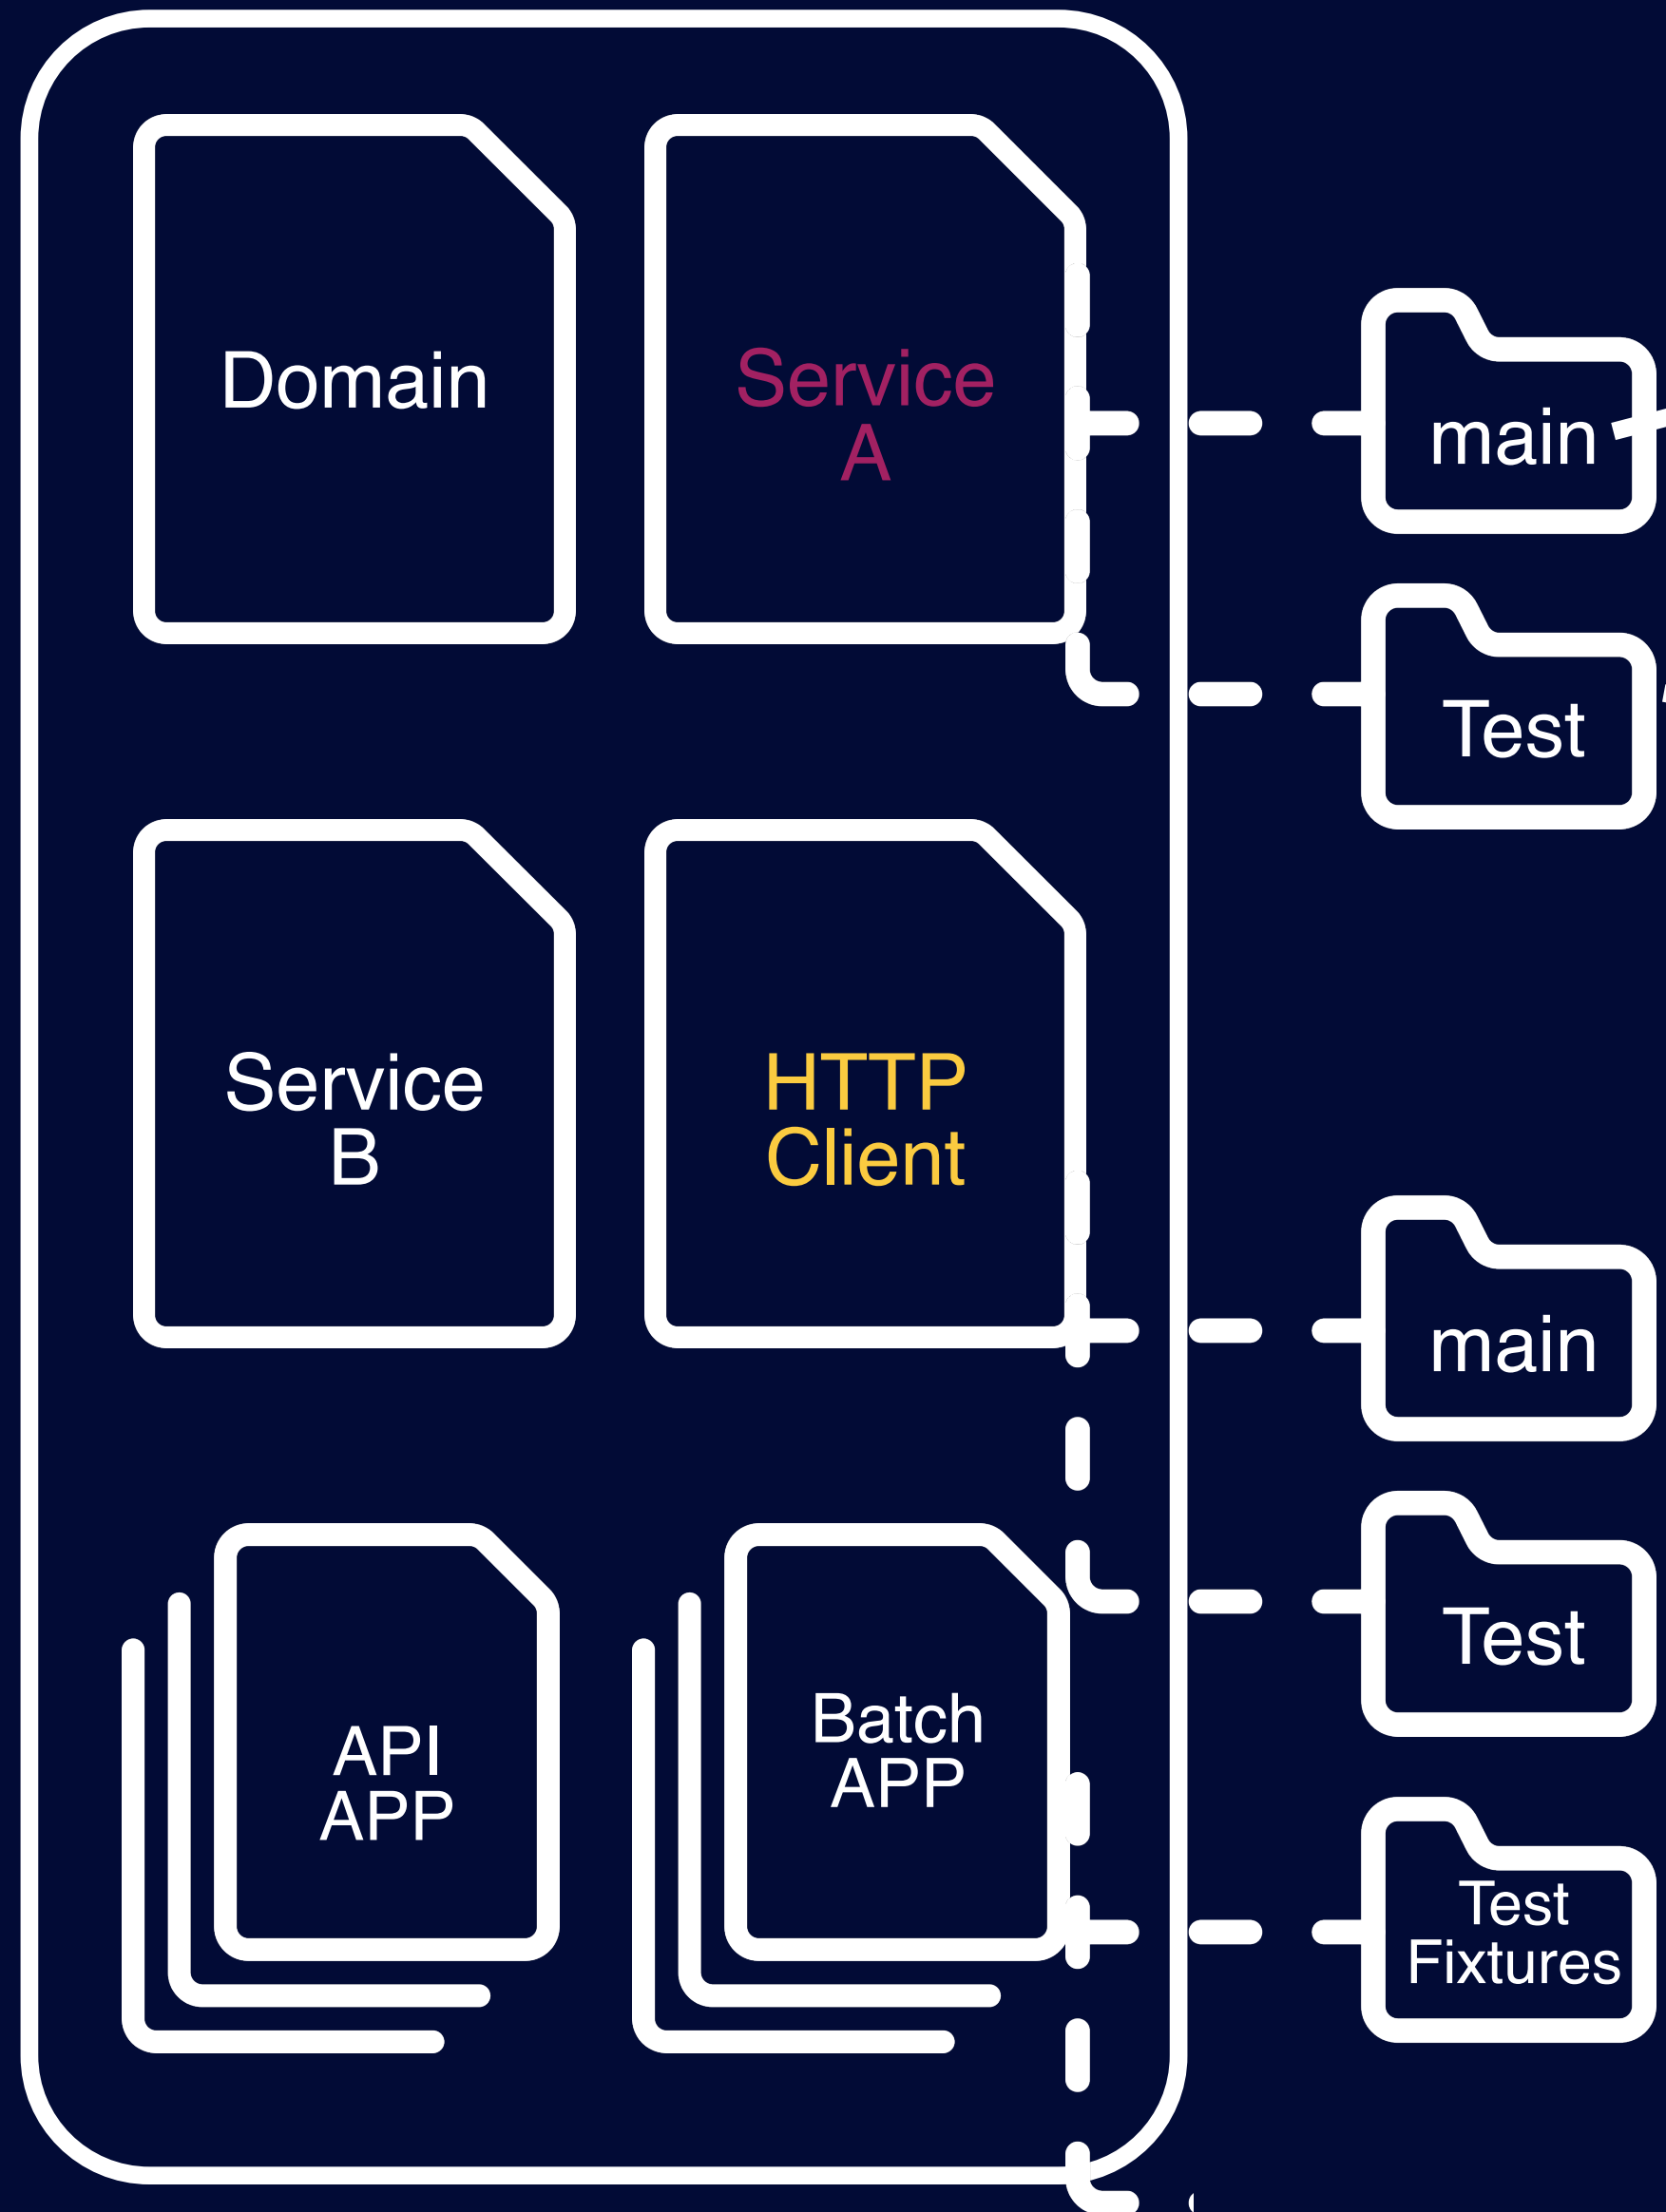 Domain
Service
A
main
Test
Service
B
HTTP
Client
main
Test
API
APP
Batch
APP
Test
Fixtures